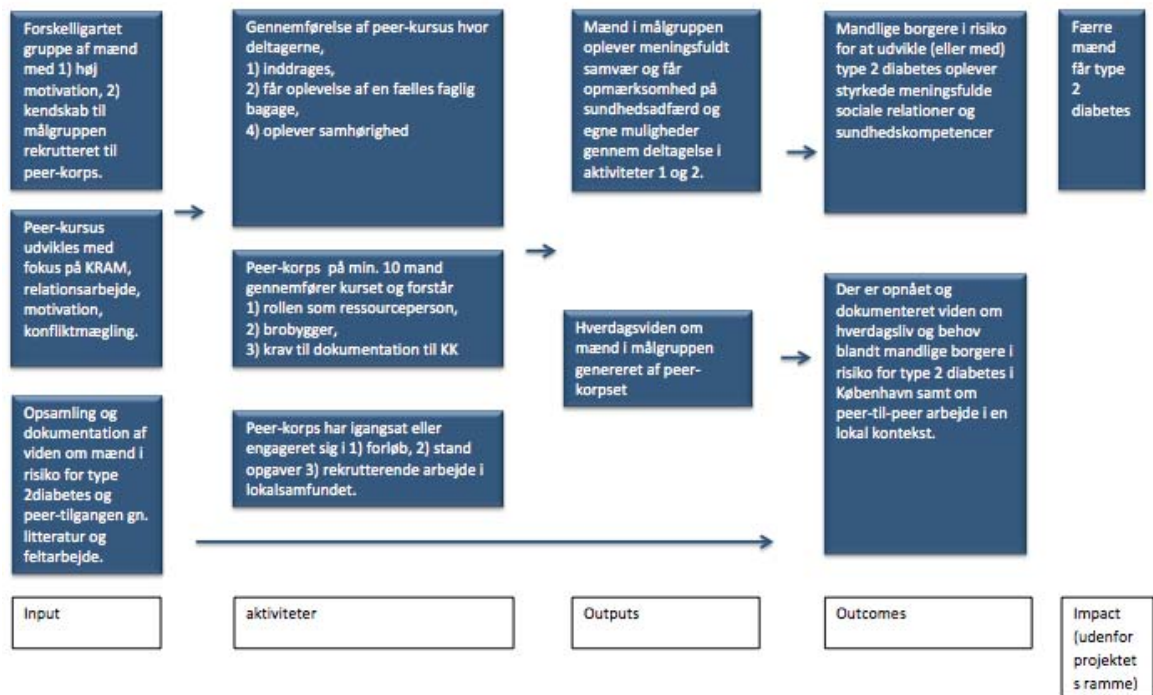 Forskelligartet
gruppe af mænd
med 1) høj
motivation, 2)
kendskab til
målgruppen
rekrutteret til
peer-korps.
Peer-kursus
udvikles med
fokus på KRAM,
relationsarbejde,
motivation,
konfliktmægling.
Opsamling og
dokumentation af
viden om mænd i
risiko for type
2diabetes og
peer-tilgangen gn.
litteratur og
feltarbejde.
Gennemførelse af peer-kursus hvor
deltagerne,
1) inddrages,
2) får oplevelse af en fælles faglig
bagage,
4) oplever samhørighed
Peer-korps på min. 10 mand
gennemfører kurset og forstår
1) rollen som ressourceperson,
2) brobygger,
3) krav til dokumentation til KK
Peer-korps har igangsat eller
engageret sig i 1) forløb, 2) stand
opgaver 3) rekrutterende arbejde i
lokalsamfundet.
Mænd i målgruppen
oplever meningsfuldt
samvær og får
opmærksomhed på
sundhedsadfærd og
egne muligheder
gennem deltagelse i
aktiviteter 1 og 2.
Hverdagsviden om
mænd i målgruppen
genereret af peer-
korpset
Mandlige borgere i risiko
for at udvikle (eller med)
type 2 diabetes oplever
styrkede meningsfulde
sociale relationer og
sundhedskompetencer
Der er opnået og
dokumenteret viden om
hverdagsliv og behov
blandt mandlige borgere i
risiko for type 2 diabetes i
København samt om
peer-til-peer arbejde i en
lokal kontekst.
Færre
mænd
får type
2
diabetes
Input
aktiviteter
Outputs
Outcomes
Impact
(udenfor
projektet
s ramme)